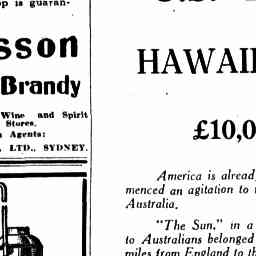 op is guaran-
sson
Brandy
Wine and Spirit
Stores.
Agents:
LTD., SYDNEY.
HAWAII
£10,0
America is alread
menced an agitation to
Australia.
"The Sun," in a
to Australians belonged
miles from England to th